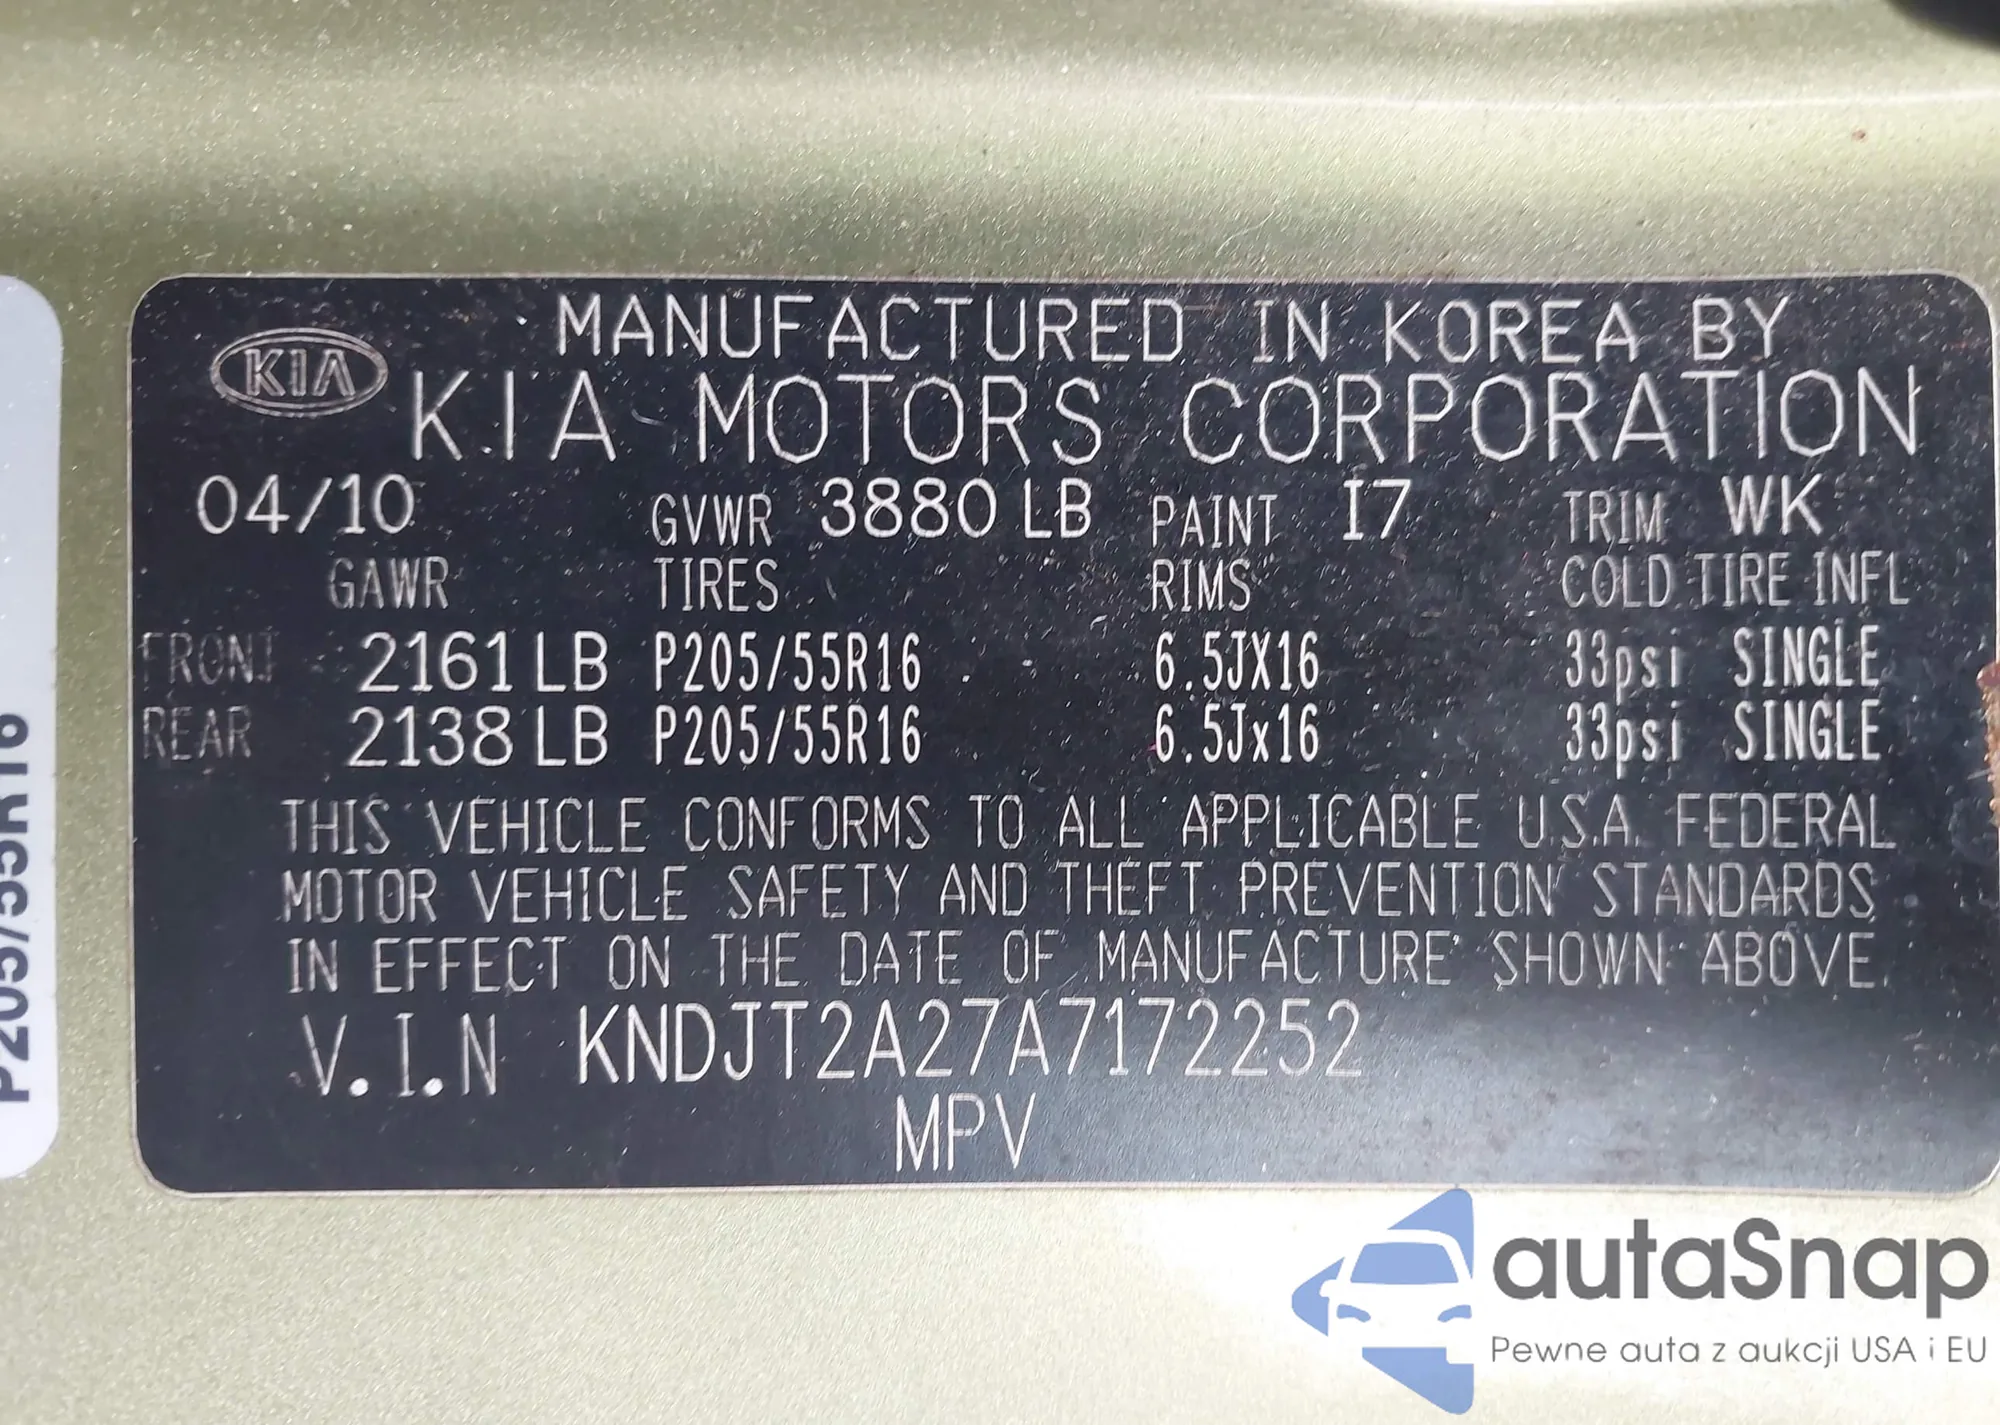 MANUFACTURED IN KOREA BY
KIA KIA MOTORS CORPORATION
04/10 GVWR 3880 LB PAINT I7 TRIM WK
GAWR TIRES RIMS COLD TIRE INFL
FRONT 2161 LB P205/55R16 6.5JX16 33psi SINGLE
REAR 2138 LB P205/55R16 6.5Jx16 33psi SINGLE
THIS VEHICLE CONFORMS TO ALL APPLICABLE U.S.A. FEDERAL
MOTOR VEHICLE SAFETY AND THEFT PREVENTION STANDARDS
IN EFFECT ON THE DATE OF MANUFACTURE SHOWN ABOVE.
V.I.N KNDJT2A27A7172252
MPV
P205/55R16
autaSnap
Pewne auta z aukcji USA i EU